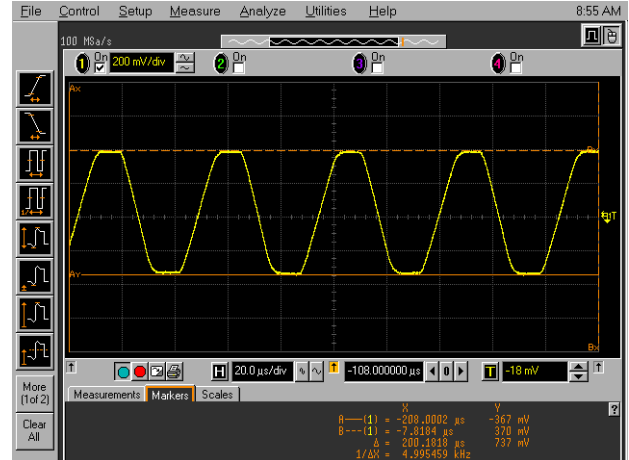 File Control Setup Measure Analyze Utilities Help 8:55 AM
100 MSa/s
1 On 200 mV/div 2 On 3 On 4 On
Ax
Ay
Bx
T
More
(1of 2)
Clear
All
H 20.0 µs/div T -108.000000 µs 0 T -18 mV
Measurements Markers Scales
?
X Y
A——(1) = -208.0002 µs -367 mV
B---(1) = -7.8184 µs 370 mV
Δ = 200.1818 µs 737 mV
1/ΔX = 4.995459 kHz